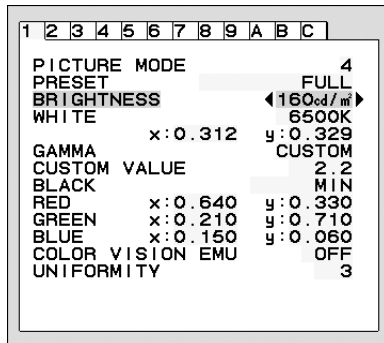 1 2 3 4 5 6 7 8 9 A B C
PICTURE MODE 4
PRESET FULL
BRIGHTNESS 160cd/㎡
WHITE 6500K
x:0.312 y:0.329
GAMMA CUSTOM
CUSTOM VALUE 2.2
BLACK MIN
RED x:0.640 y:0.330
GREEN x:0.210 y:0.710
BLUE x:0.150 y:0.060
COLOR VISION EMU OFF
UNIFORMITY 3